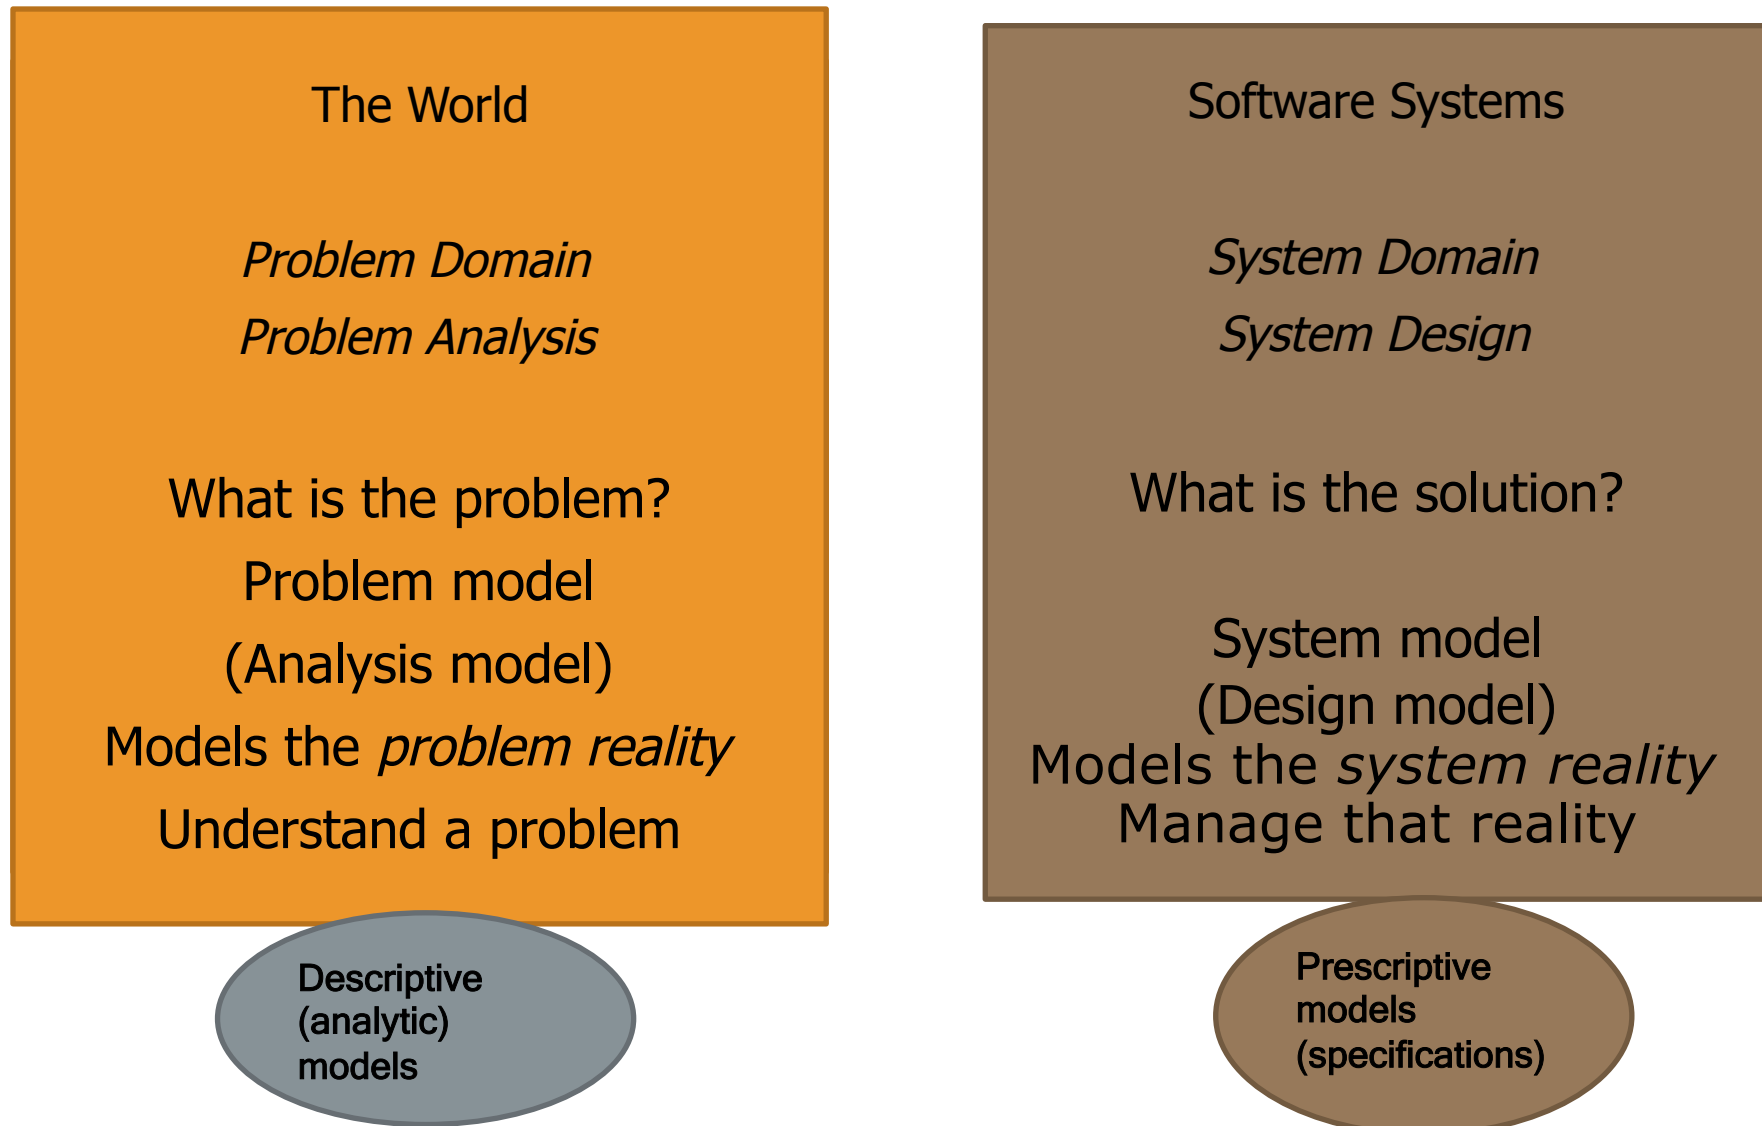 The World
Problem Domain
Problem Analysis
What is the problem?
Problem model
(Analysis model)
Models the problem reality
Understand a problem
Descriptive
(analytic)
models
Software Systems
System Domain
System Design
What is the solution?
System model
(Design model)
Models the system reality
Manage that reality
Prescriptive
models
(specifications)